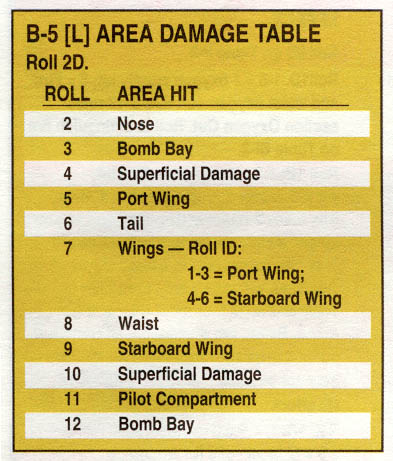 B-5 [L] AREA DAMAGE TABLE
Roll 2D.
ROLL AREA HIT
2 Nose
3 Bomb Bay
4 Superficial Damage
5 Port Wing
6 Tail
7 Wings — Roll ID:
1-3 = Port Wing;
4-6 = Starboard Wing
8 Waist
9 Starboard Wing
10 Superficial Damage
11 Pilot Compartment
12 Bomb Bay